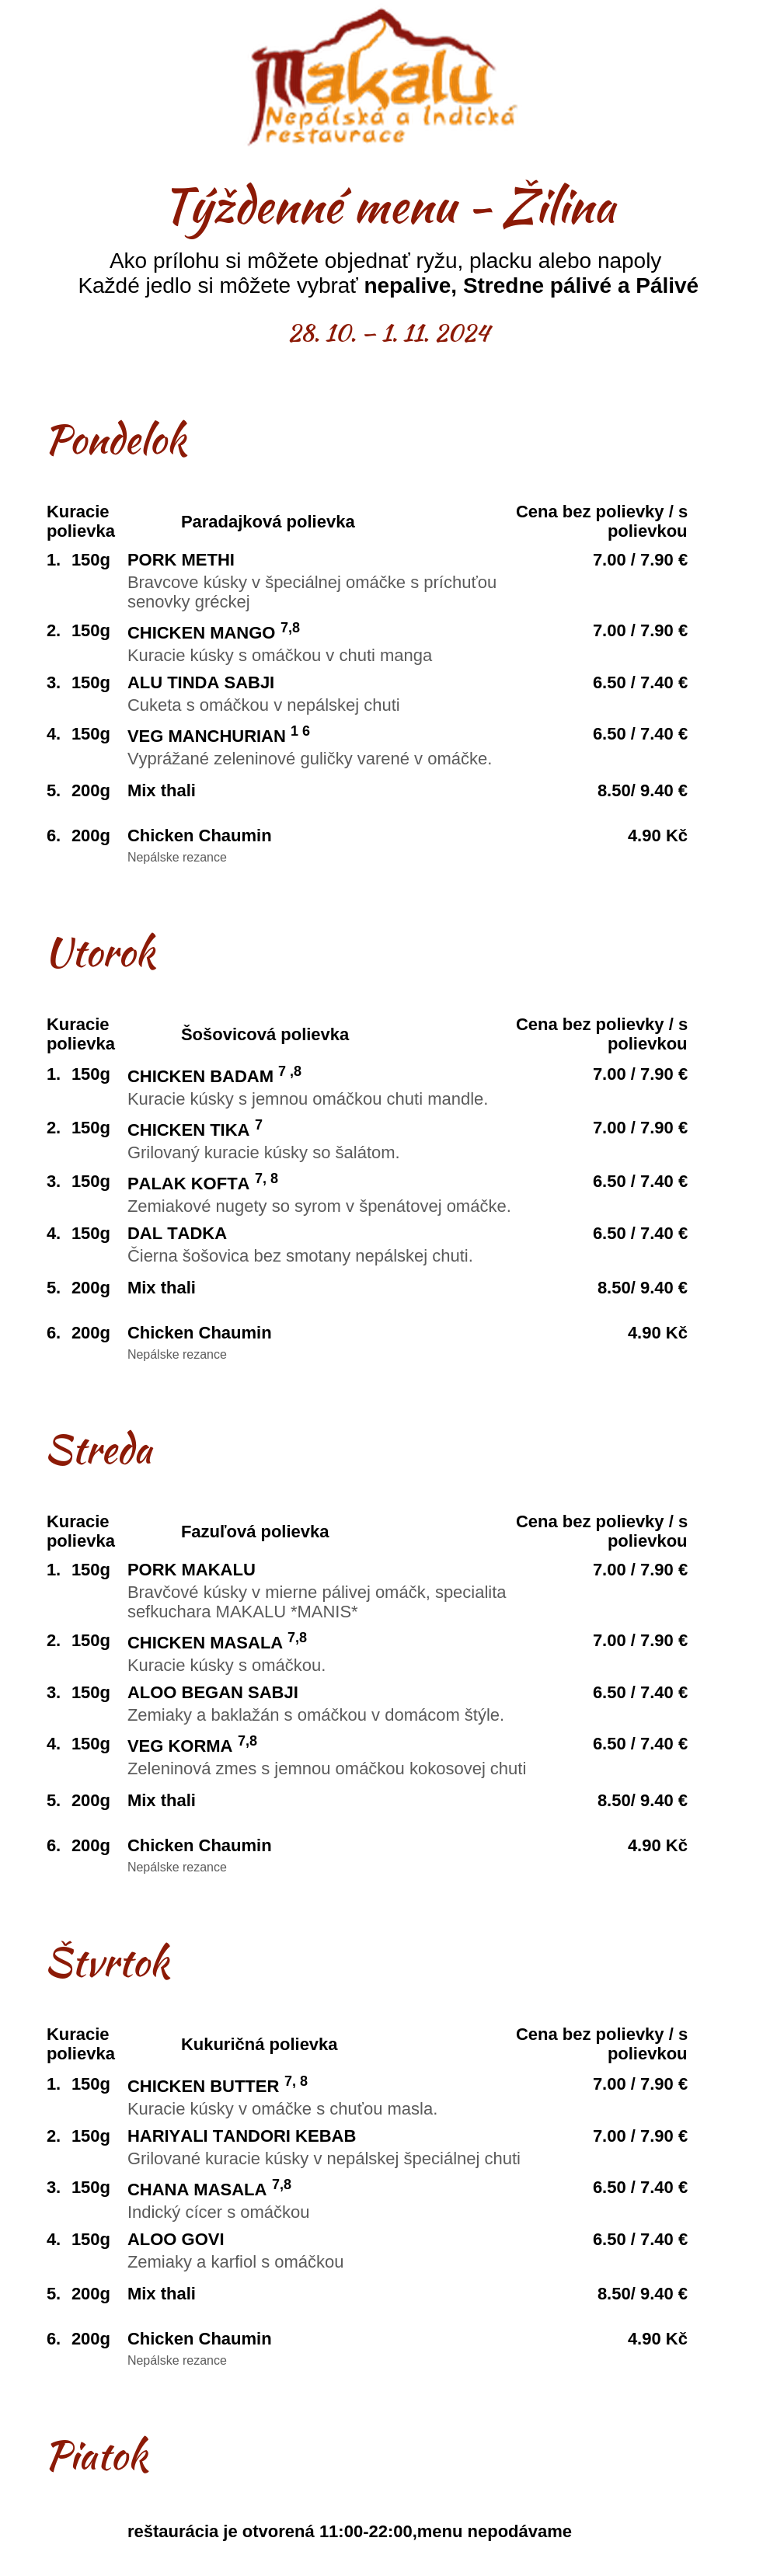 Makalu
Nepálská a Indická
restaurace
Týždenné menu - Žilina
Ako prílohu si môžete objednať ryžu, placku alebo napoly
Každé jedlo si môžete vybrať nepalive, Stredne pálivé a Pálivé
28. 10. – 1. 11. 2024
Pondelok
Kuracie polievka Paradajková polievka Cena bez polievky / s polievkou
1. 150g PORK METHI 7.00 / 7.90 €
Bravcove kúsky v špeciálnej omáčke s príchuťou
senovky gréckej
2. 150g CHICKEN MANGO 7,8 7.00 / 7.90 €
Kuracie kúsky s omáčkou v chuti manga
3. 150g ALU TINDA SABJI 6.50 / 7.40 €
Cuketa s omáčkou v nepálskej chuti
4. 150g VEG MANCHURIAN 1 6 6.50 / 7.40 €
Vyprážané zeleninové guličky varené v omáčke.
5. 200g Mix thali 8.50/ 9.40 €
6. 200g Chicken Chaumin 4.90 Kč
Nepálske rezance
Utorok
Kuracie polievka Šošovicová polievka Cena bez polievky / s polievkou
1. 150g CHICKEN BADAM 7 ,8 7.00 / 7.90 €
Kuracie kúsky s jemnou omáčkou chuti mandle.
2. 150g CHICKEN TIKA 7 7.00 / 7.90 €
Grilovaný kuracie kúsky so šalátom.
3. 150g PALAK KOFTA 7, 8 6.50 / 7.40 €
Zemiakové nugety so syrom v špenátovej omáčke.
4. 150g DAL TADKA 6.50 / 7.40 €
Čierna šošovica bez smotany nepálskej chuti.
5. 200g Mix thali 8.50/ 9.40 €
6. 200g Chicken Chaumin 4.90 Kč
Nepálske rezance
Streda
Kuracie polievka Fazuľová polievka Cena bez polievky / s polievkou
1. 150g PORK MAKALU 7.00 / 7.90 €
Bravčové kúsky v mierne pálivej omáčk, specialita
sefkuchara MAKALU *MANIS*
2. 150g CHICKEN MASALA 7,8 7.00 / 7.90 €
Kuracie kúsky s omáčkou.
3. 150g ALOO BEGAN SABJI 6.50 / 7.40 €
Zemiaky a baklažán s omáčkou v domácom štýle.
4. 150g VEG KORMA 7,8 6.50 / 7.40 €
Zeleninová zmes s jemnou omáčkou kokosovej chuti
5. 200g Mix thali 8.50/ 9.40 €
6. 200g Chicken Chaumin 4.90 Kč
Nepálske rezance
Štvrtok
Kuracie polievka Kukuričná polievka Cena bez polievky / s polievkou
1. 150g CHICKEN BUTTER 7, 8 7.00 / 7.90 €
Kuracie kúsky v omáčke s chuťou masla.
2. 150g HARIYALI TANDORI KEBAB 7.00 / 7.90 €
Grilované kuracie kúsky v nepálskej špeciálnej chuti
3. 150g CHANA MASALA 7,8 6.50 / 7.40 €
Indický cícer s omáčkou
4. 150g ALOO GOVI 6.50 / 7.40 €
Zemiaky a karfiol s omáčkou
5. 200g Mix thali 8.50/ 9.40 €
6. 200g Chicken Chaumin 4.90 Kč
Nepálske rezance
Piatok
reštaurácia je otvorená 11:00-22:00,menu nepodávame